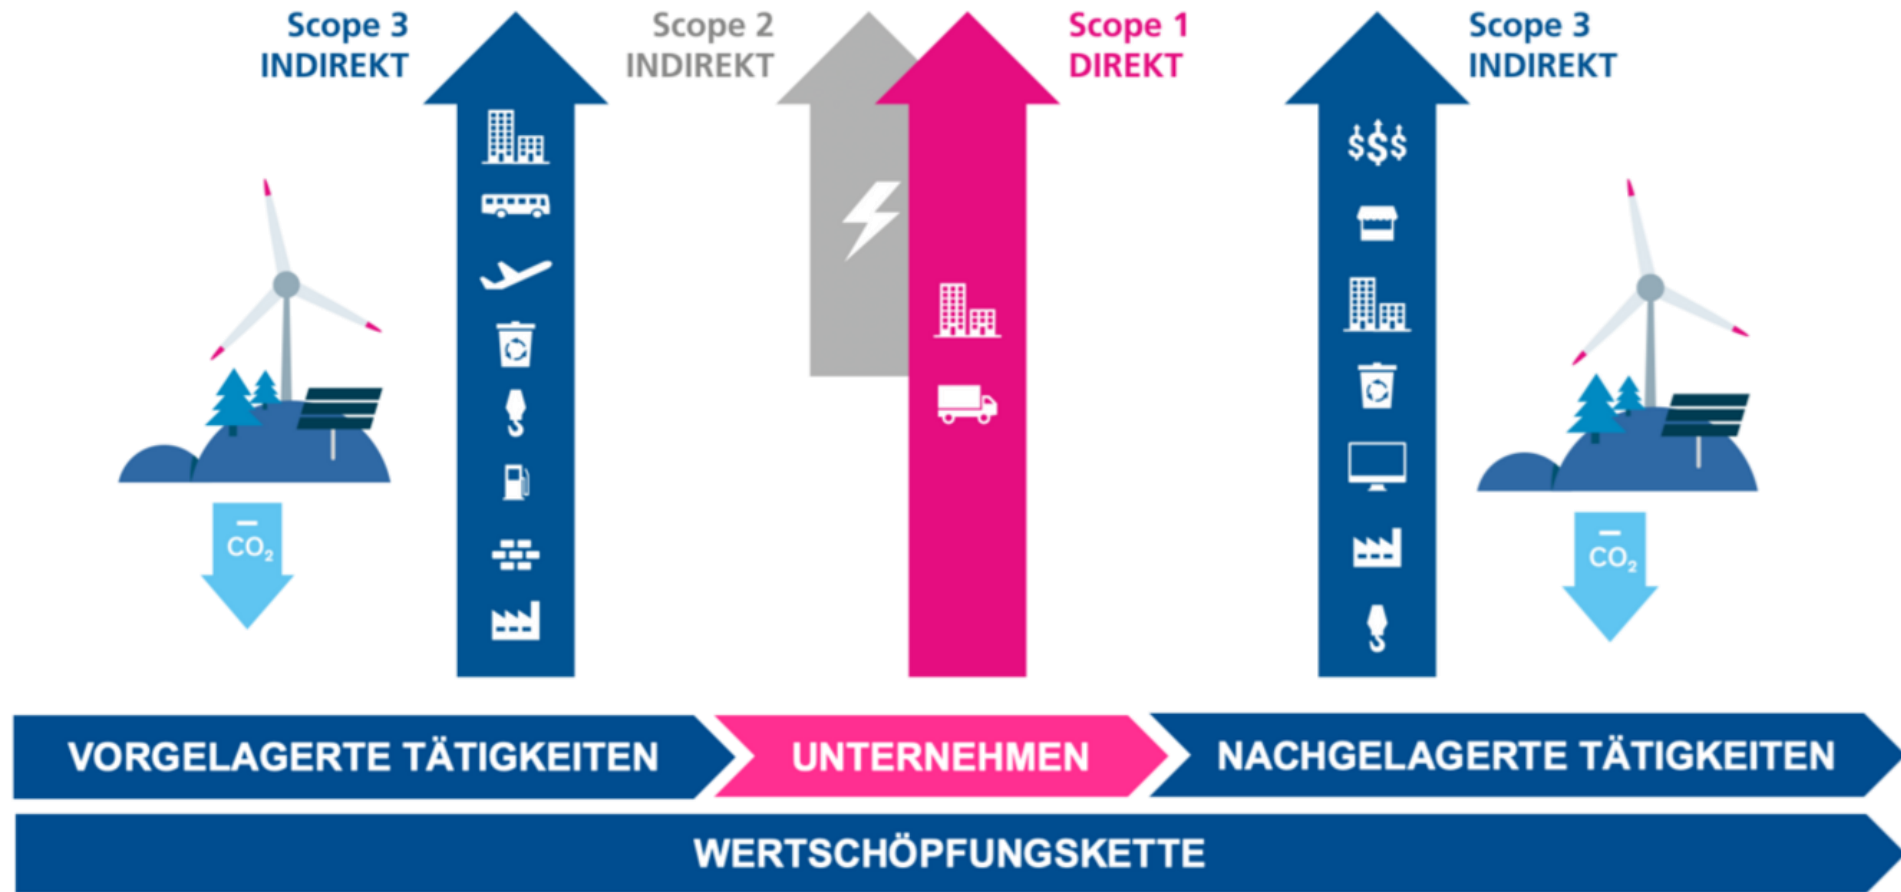 Scope 3
INDIREKT
Scope 2
INDIREKT
Scope 1
DIREKT
Scope 3
INDIREKT
$$$
CO₂
CO₂
VORGELAGERTE TÄTIGKEITEN
UNTERNEHMEN
NACHGELAGERTE TÄTIGKEITEN
WERTSCHÖPFUNGSKETTE